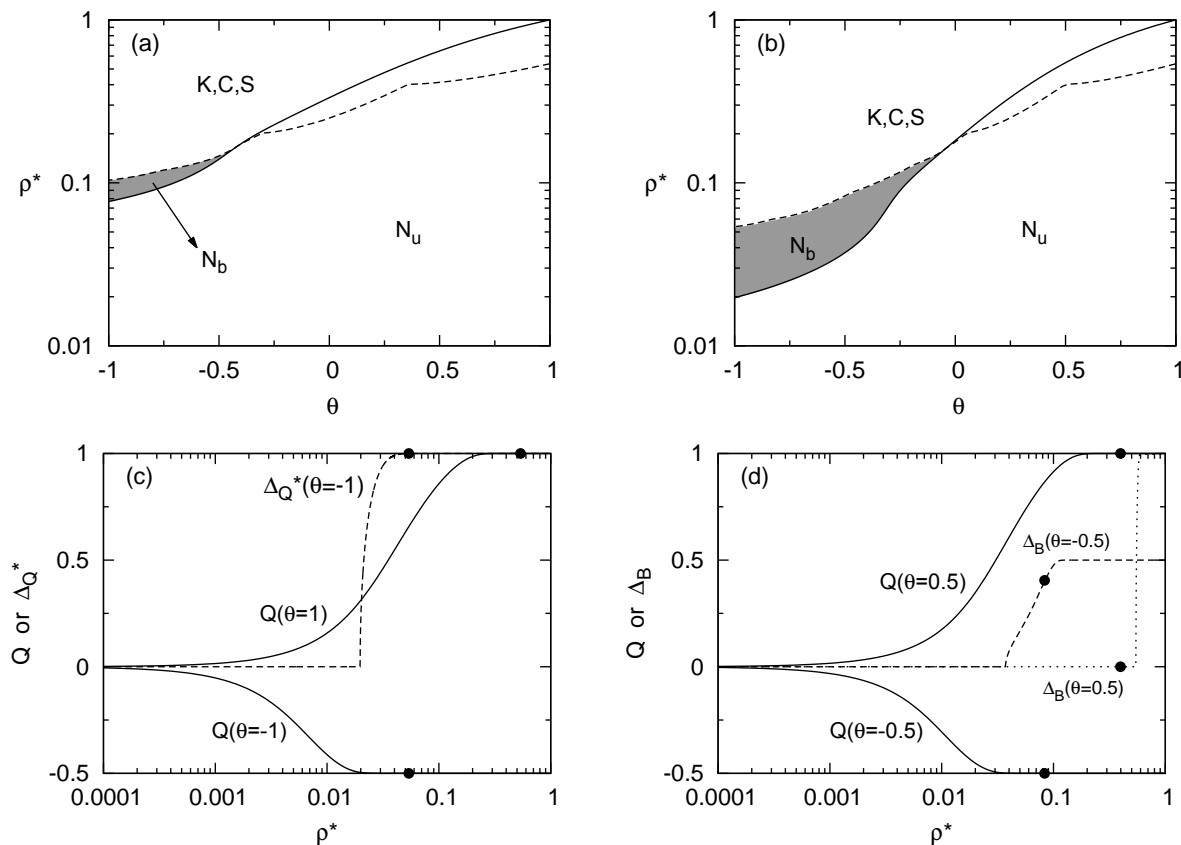 (a)
K,C,S
N_b
N_u
ρ*
1
0.1
0.01
-1
-0.5
0
0.5
1
θ
(b)
K,C,S
N_b
N_u
ρ*
1
0.1
0.01
-1
-0.5
0
0.5
1
θ
(c)
Δ_Q*(θ=-1)
Q(θ=1)
Q(θ=-1)
Q or Δ_Q*
1
0.5
0
-0.5
0.0001
0.001
0.01
0.1
1
ρ*
(d)
Δ_B(θ=-0.5)
Q(θ=0.5)
Δ_B(θ=0.5)
Q(θ=-0.5)
Q or Δ_B
1
0.5
0
-0.5
0.0001
0.001
0.01
0.1
1
ρ*